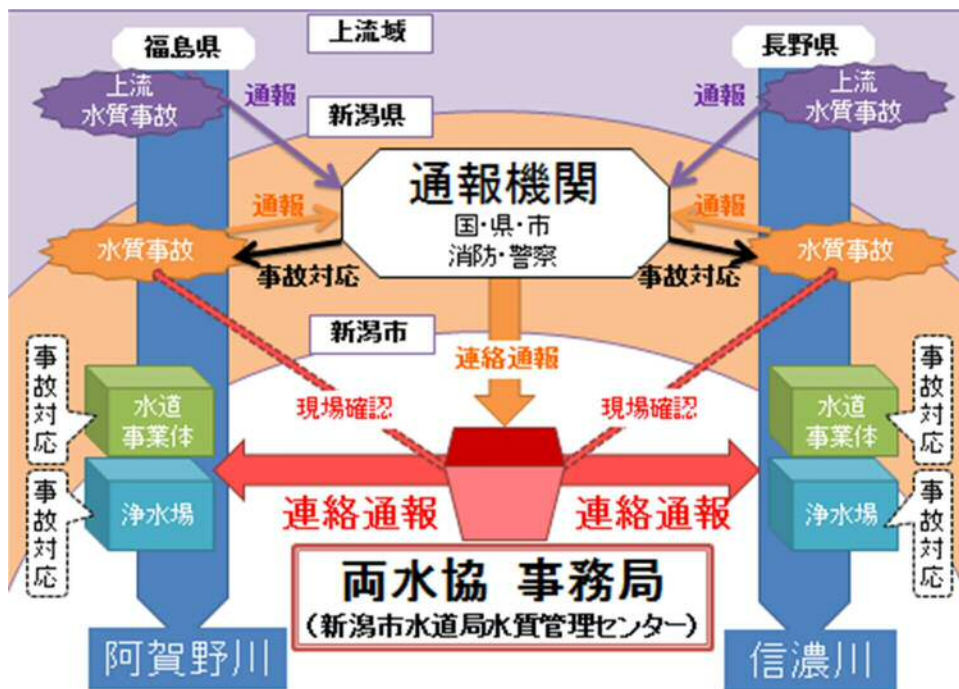 上流域
福島県
長野県
上流
水質事故
通報
通報
上流
水質事故
新潟県
通報機関
国・県・市
消防・警察
通報
通報
水質事故
水質事故
事故対応
事故対応
新潟市
連絡通報
事故対応
水道
事業体
現場確認
現場確認
水道
事業体
事故対応
事故対応
浄水場
連絡通報
連絡通報
浄水場
事故対応
両水協 事務局
(新潟市水道局水質管理センター)
阿賀野川
信濃川